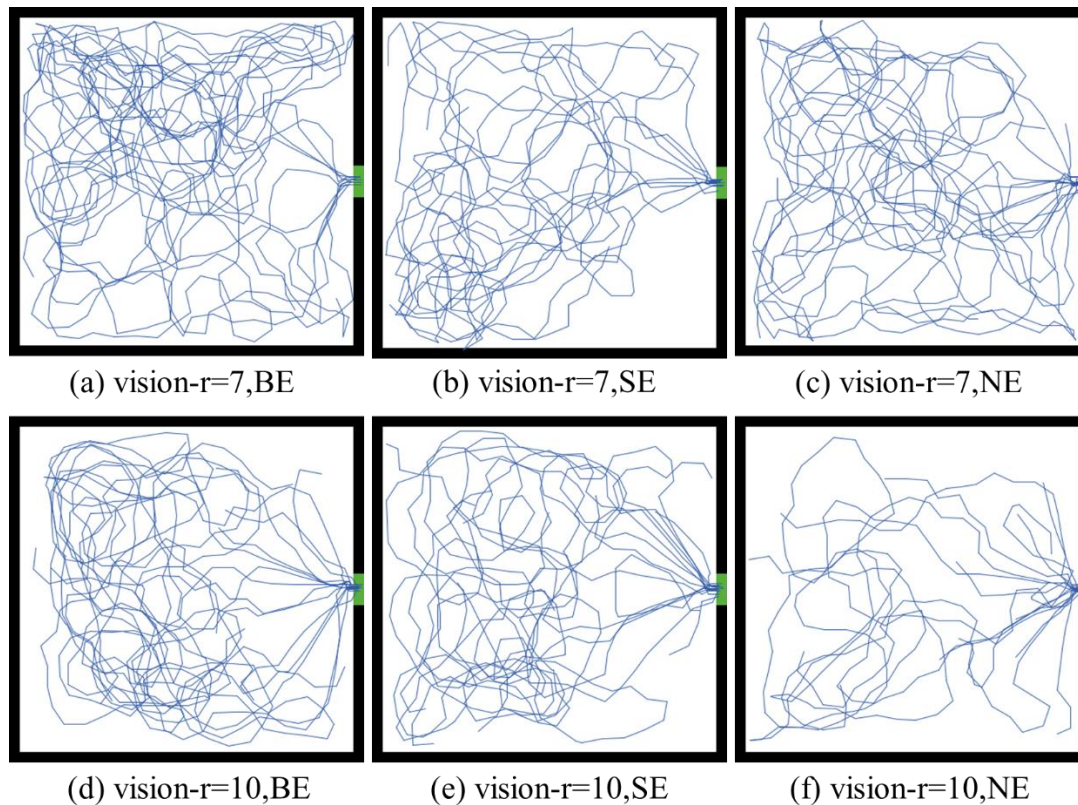 (a) vision-r=7,BE
(b) vision-r=7,SE
(c) vision-r=7,NE
(d) vision-r=10,BE
(e) vision-r=10,SE
(f) vision-r=10,NE